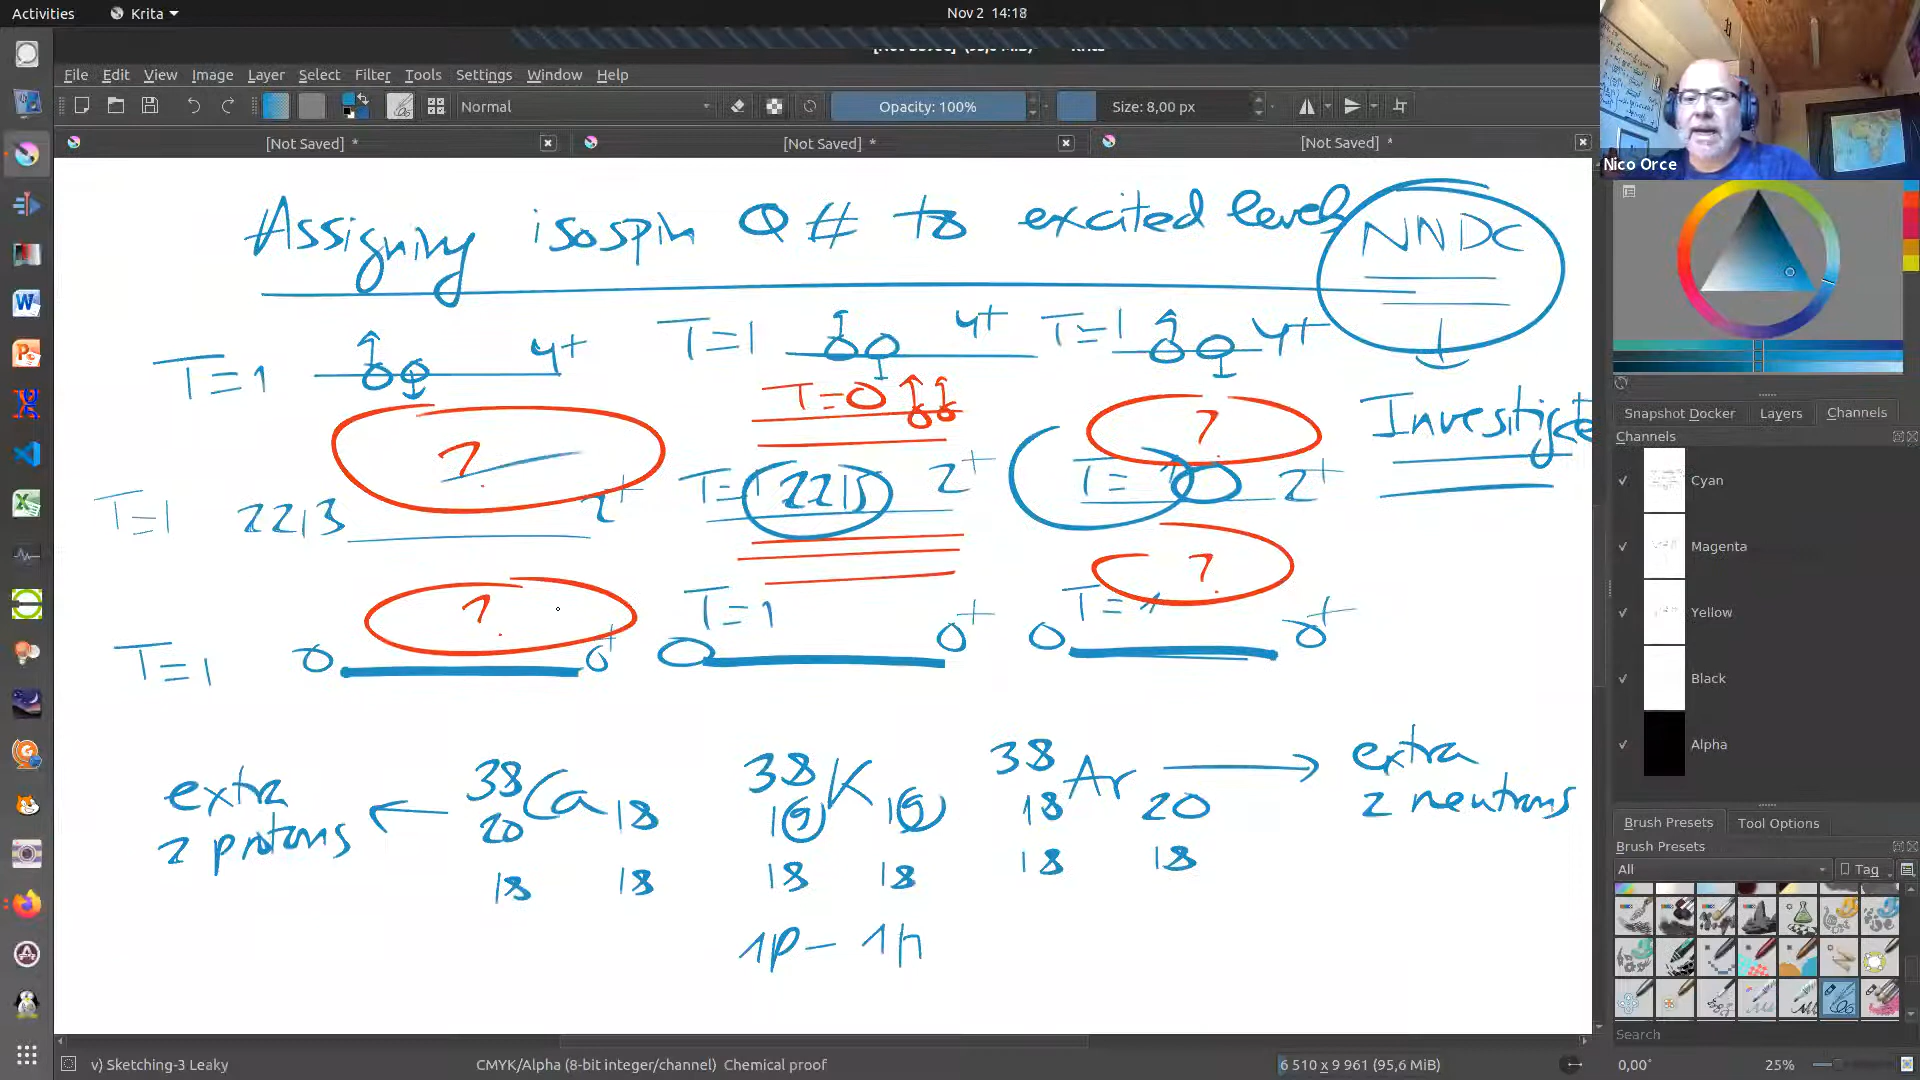 Activities
Krita
Nov 2 14:18
File Edit View Image Layer Select Filter Tools Settings Window Help
Normal
Opacity: 100%
Size: 8,00 px
[Not Saved] *
[Not Saved] *
[Not Saved] *
Nico Orce
Assigning isospin Q # to excited levels
NNDC
T=1 4+
T=1 4+
T=1 4+
T=0
Investigate
?
?
T=1 2213 2+
T=1 2213 2+
T=1 2+
?
?
T=1 0 0+
T=1 0 0+
T=1 0 0+
extra
2 protons
38
Ca
20 18
18 18
38
K
19 19
18 18
1p - 1h
38
Ar
18 20
18 18
extra
2 neutrons
Snapshot Docker Layers Channels
Channels
Cyan
Magenta
Yellow
Black
Alpha
Brush Presets Tool Options
Brush Presets
All
Tag
Search
v) Sketching-3 Leaky
CMYK/Alpha (8-bit integer/channel) Chemical proof
6 510 x 9 961 (95,6 MiB)
0,00°
25%